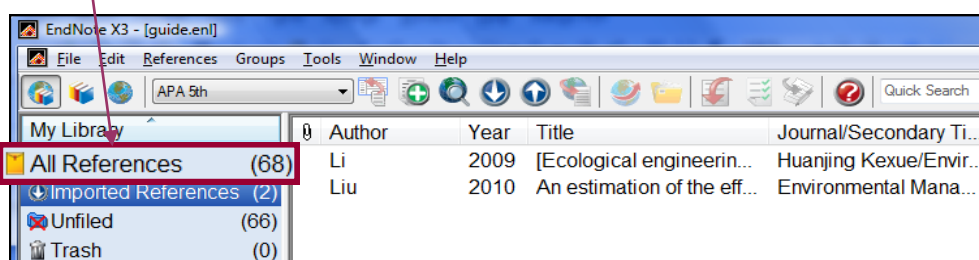 EndNote X3 - [guide.enl]
File Edit References Groups Tools Window Help
APA 5th Quick Search
My Library Author Year Title Journal/Secondary Ti...
All References (68) Li 2009 [Ecological engineerin... Huanjing Kexue/Envir...
Imported References (2) Liu 2010 An estimation of the eff... Environmental Mana...
Unfiled (66)
Trash (0)